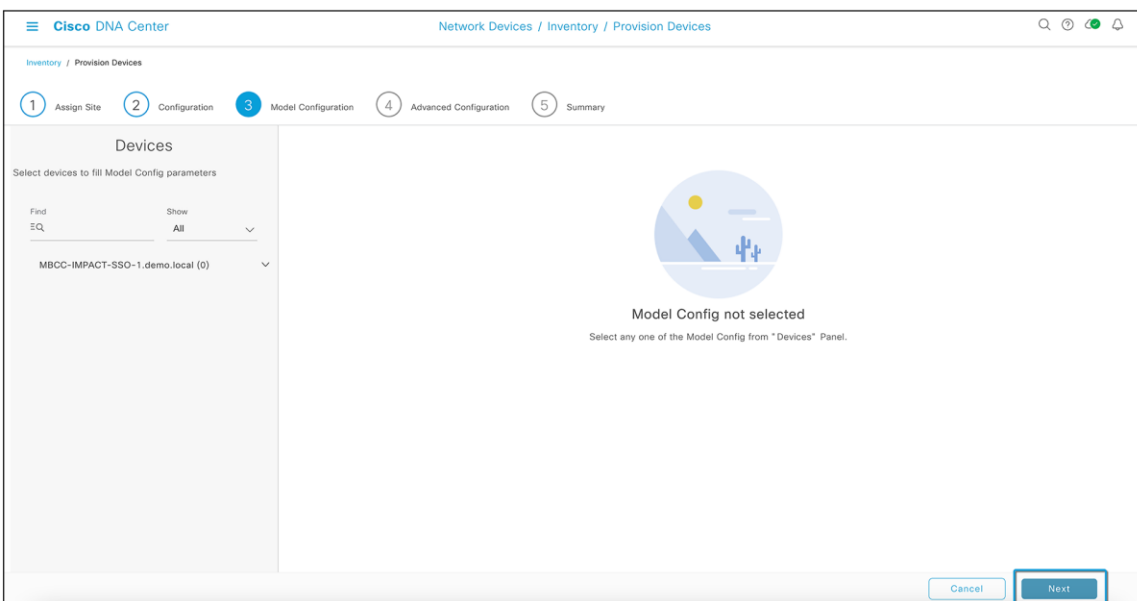 Cisco DNA Center
Network Devices / Inventory / Provision Devices
Inventory / Provision Devices
1 Assign Site 2 Configuration 3 Model Configuration 4 Advanced Configuration 5 Summary
Devices
Select devices to fill Model Config parameters
Find Show
All
MBCC-IMPACT-SSO-1.demo.local (0)
Model Config not selected
Select any one of the Model Config from "Devices" Panel.
Cancel Next